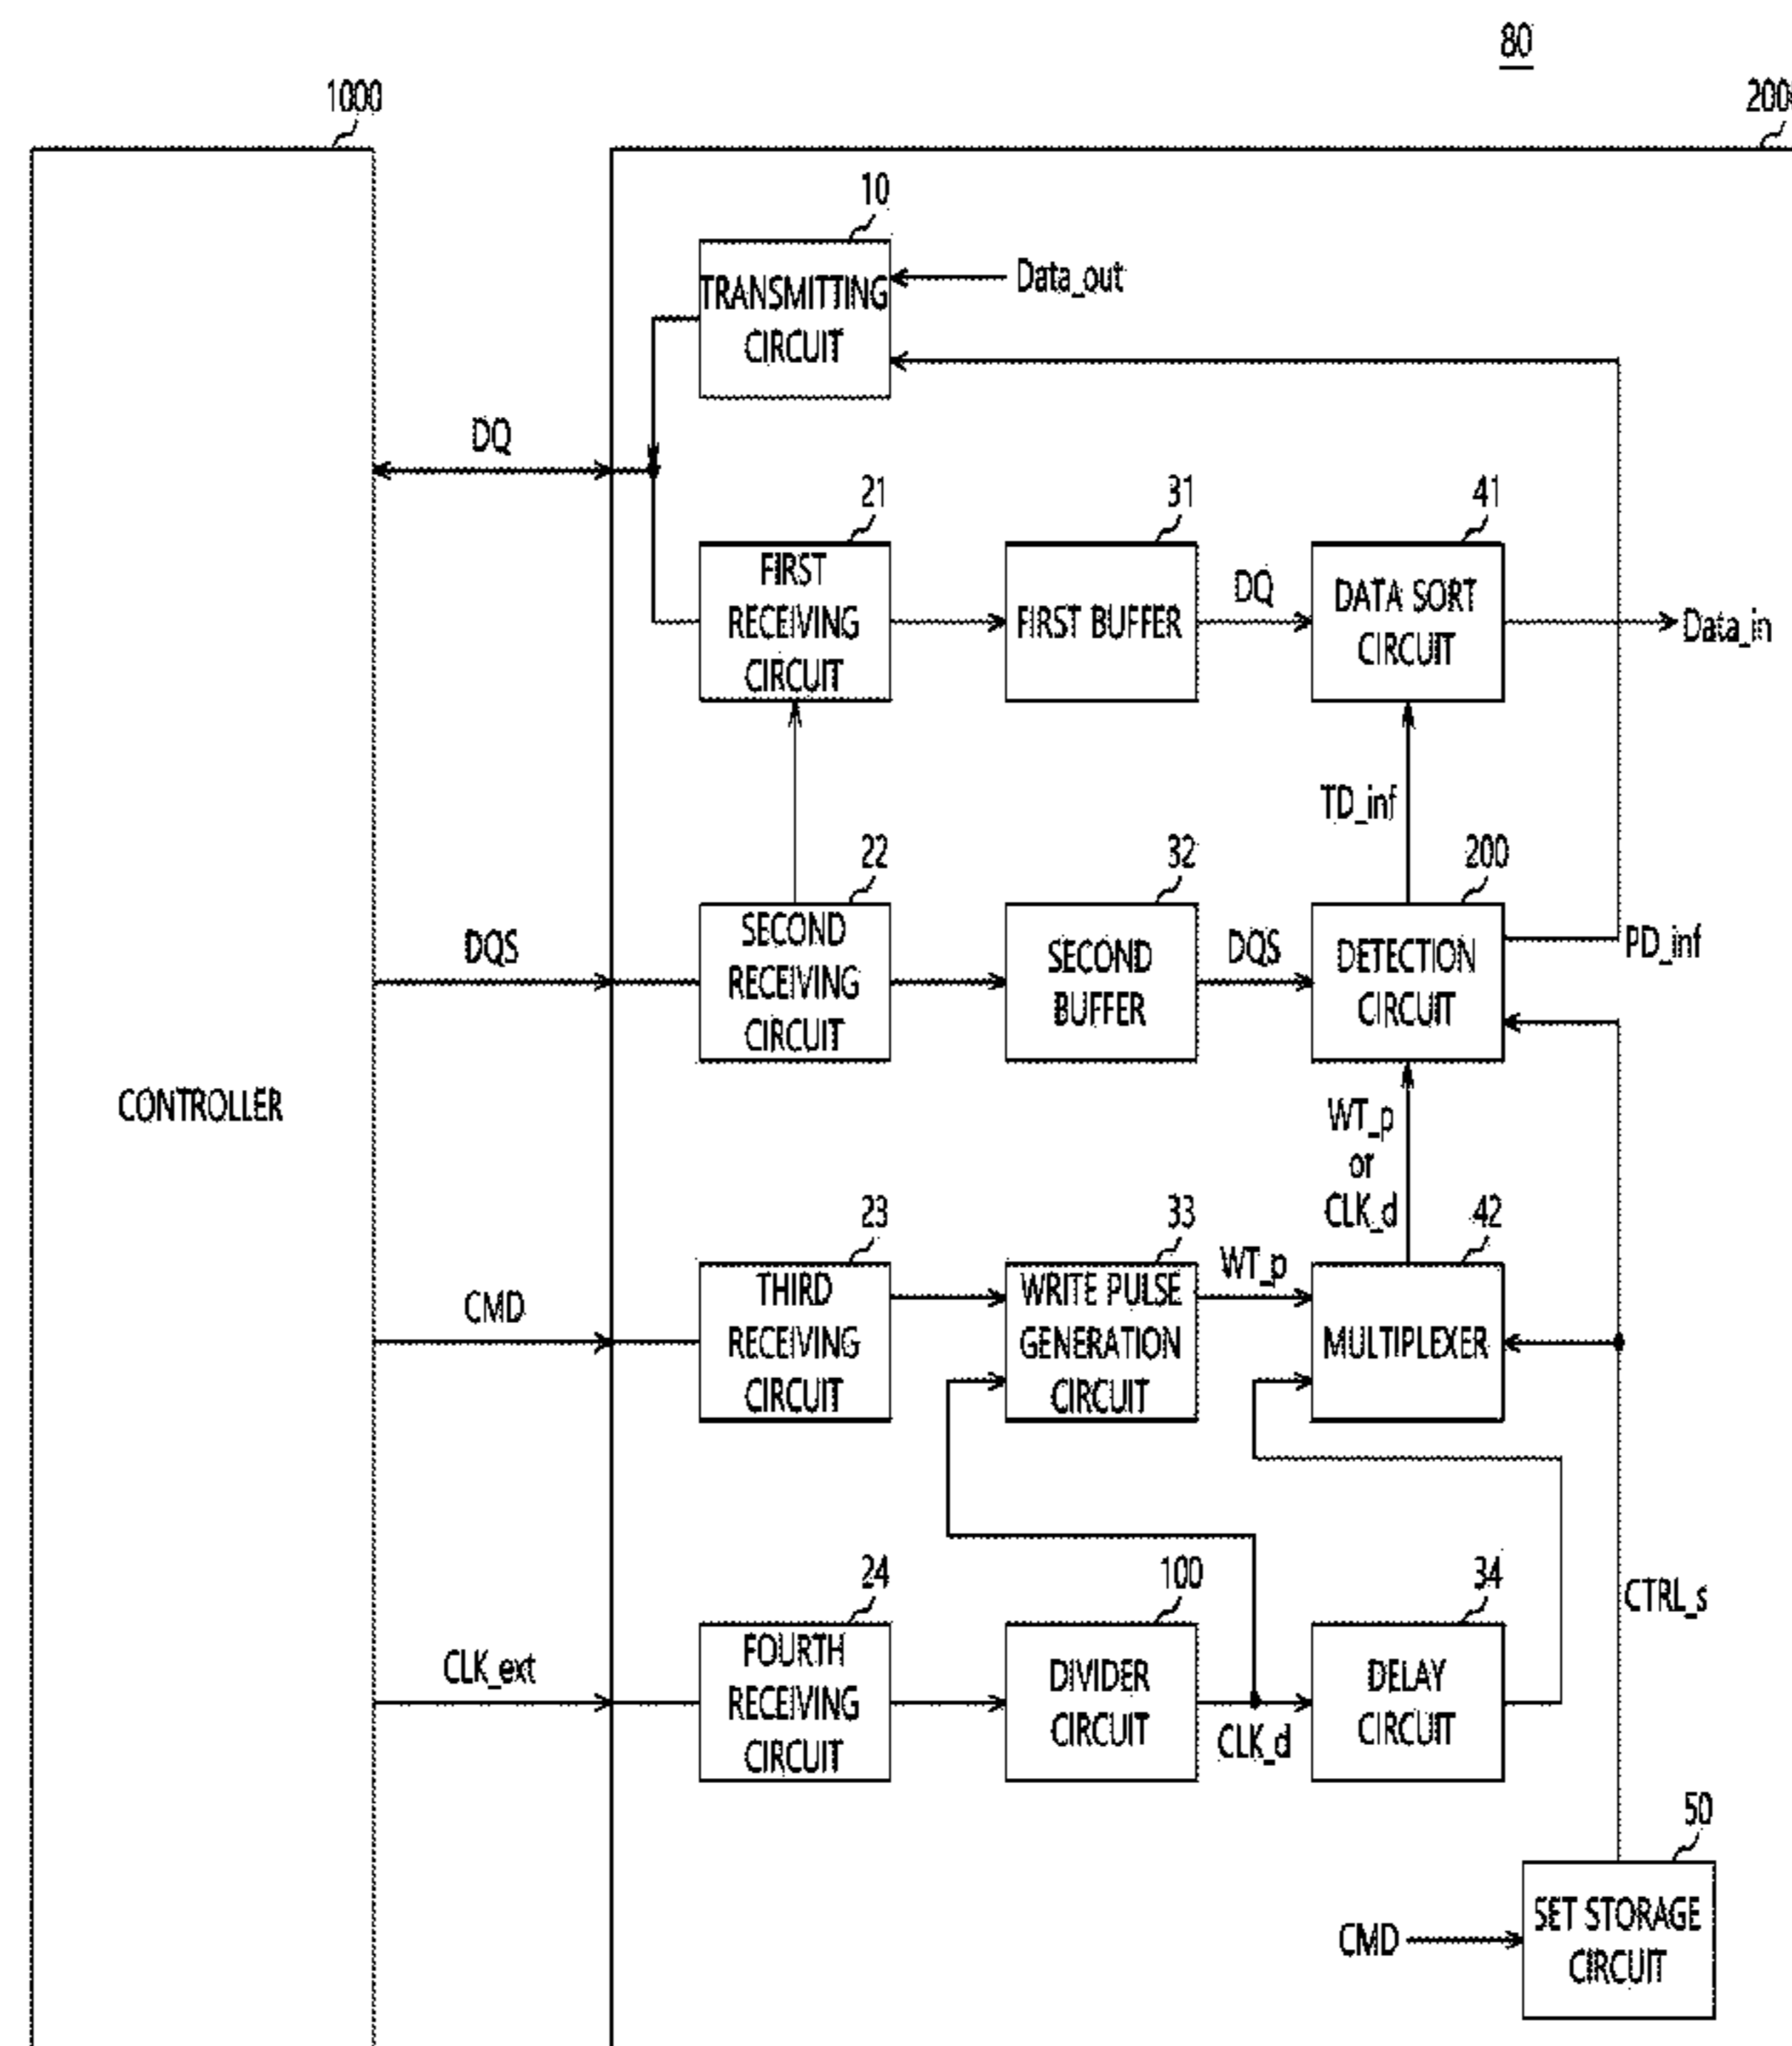 80
1000
200
10
TRANSMITTING
CIRCUIT
Data_out
DQ
21
31
41
FIRST
RECEIVING
CIRCUIT
FIRST BUFFER
DQ
DATA SORT
CIRCUIT
Data_in
TD_inf
22
32
200
DQS
SECOND
RECEIVING
CIRCUIT
SECOND
BUFFER
DQS
DETECTION
CIRCUIT
PD_inf
CONTROLLER
WT_p
or
CLK_d
23
33
42
CMD
THIRD
RECEIVING
CIRCUIT
WRITE PULSE
GENERATION
CIRCUIT
WT_p
MULTIPLEXER
24
100
34
CTRL_s
CLK_ext
FOURTH
RECEIVING
CIRCUIT
DIVIDER
CIRCUIT
CLK_d
DELAY
CIRCUIT
50
CMD
SET STORAGE
CIRCUIT